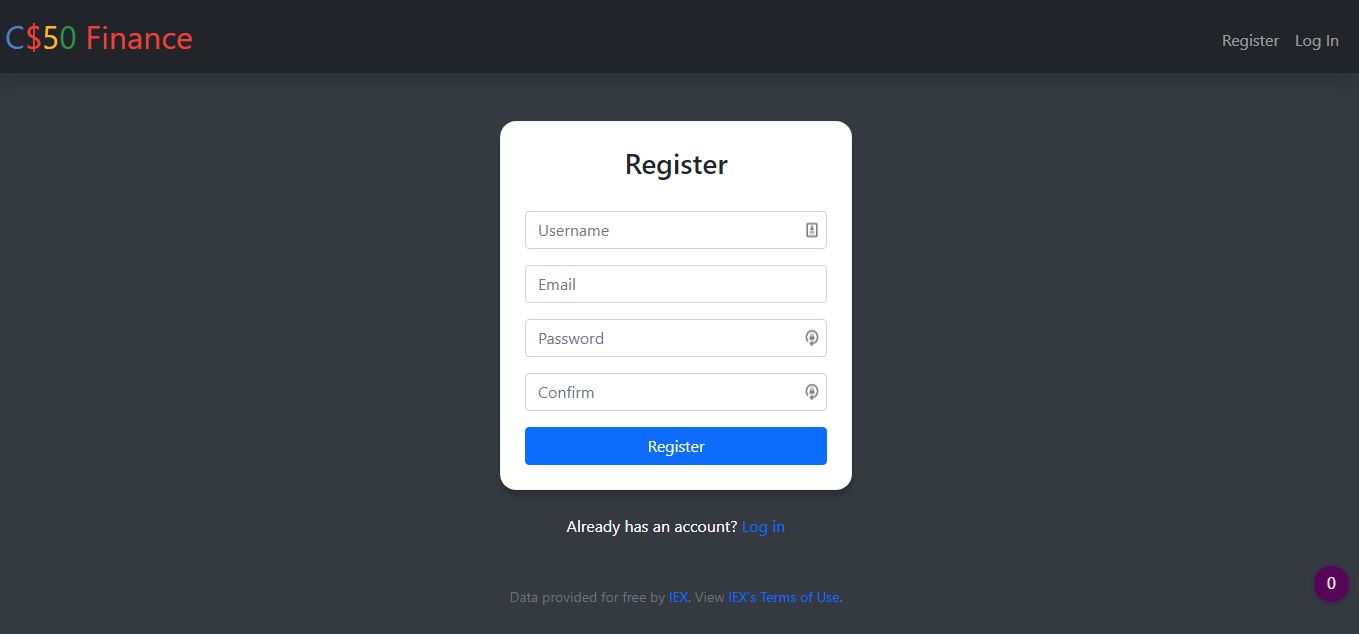 C$50 Finance
Register Log In
Register
Username
Email
Password
Confirm
Register
Already has an account? Log in
0
Data provided for free by IEX. View IEX's Terms of Use.